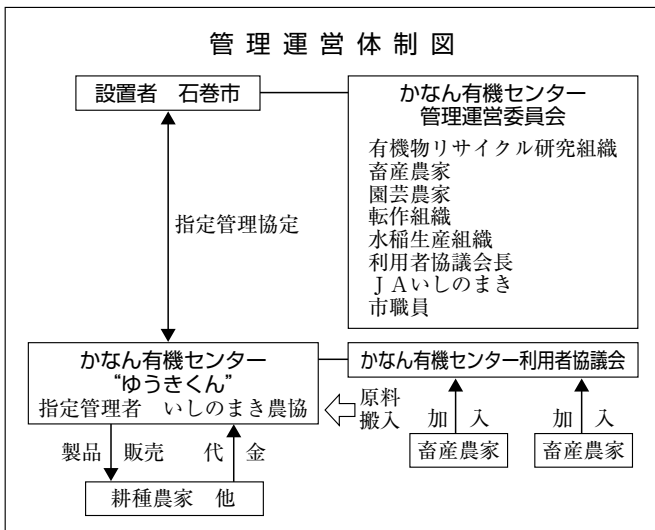 管理運営体制図
設置者 石巻市
かなん有機センター
管理運営委員会
有機物リサイクル研究組織
畜産農家
園芸農家
転作組織
水稲生産組織
利用者協議会長
ＪＡいしのまき
市職員
指定管理協定
かなん有機センター
“ゆうきくん”
指定管理者 いしのまき農協
かなん有機センター利用者協議会
原料
搬入
加入
加入
畜産農家
畜産農家
製品 販売
代金
耕種農家 他